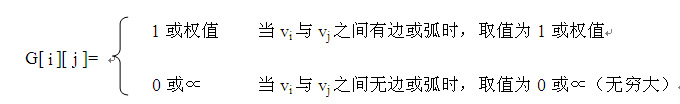 1 或权值 当 vi 与 vj 之间有边或弧时，取值为 1 或权值↵
G[ i ][ j ]= ↵
0 或∝ 当 vi 与 vj 之间无边或弧时，取值为 0 或∝（无穷大）↵